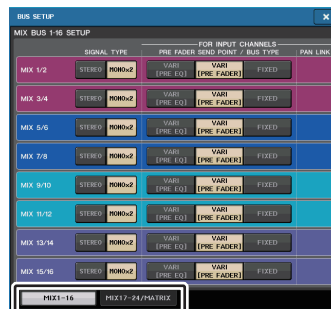 BUS SETUP ×
MIX BUS 1-16 SETUP
FOR INPUT CHANNELS
SIGNAL TYPE PRE FADER SEND POINT / BUS TYPE PAN LINK
MIX 1/2 STEREO MONO×2 VARI [PRE EQ] VARI [PRE FADER] FIXED
MIX 3/4 STEREO MONO×2 VARI [PRE EQ] VARI [PRE FADER] FIXED
MIX 5/6 STEREO MONO×2 VARI [PRE EQ] VARI [PRE FADER] FIXED
MIX 7/8 STEREO MONO×2 VARI [PRE EQ] VARI [PRE FADER] FIXED
MIX 9/10 STEREO MONO×2 VARI [PRE EQ] VARI [PRE FADER] FIXED
MIX 11/12 STEREO MONO×2 VARI [PRE EQ] VARI [PRE FADER] FIXED
MIX 13/14 STEREO MONO×2 VARI [PRE EQ] VARI [PRE FADER] FIXED
MIX 15/16 STEREO MONO×2 VARI [PRE EQ] VARI [PRE FADER] FIXED
MIX1-16 MIX17-24/MATRIX